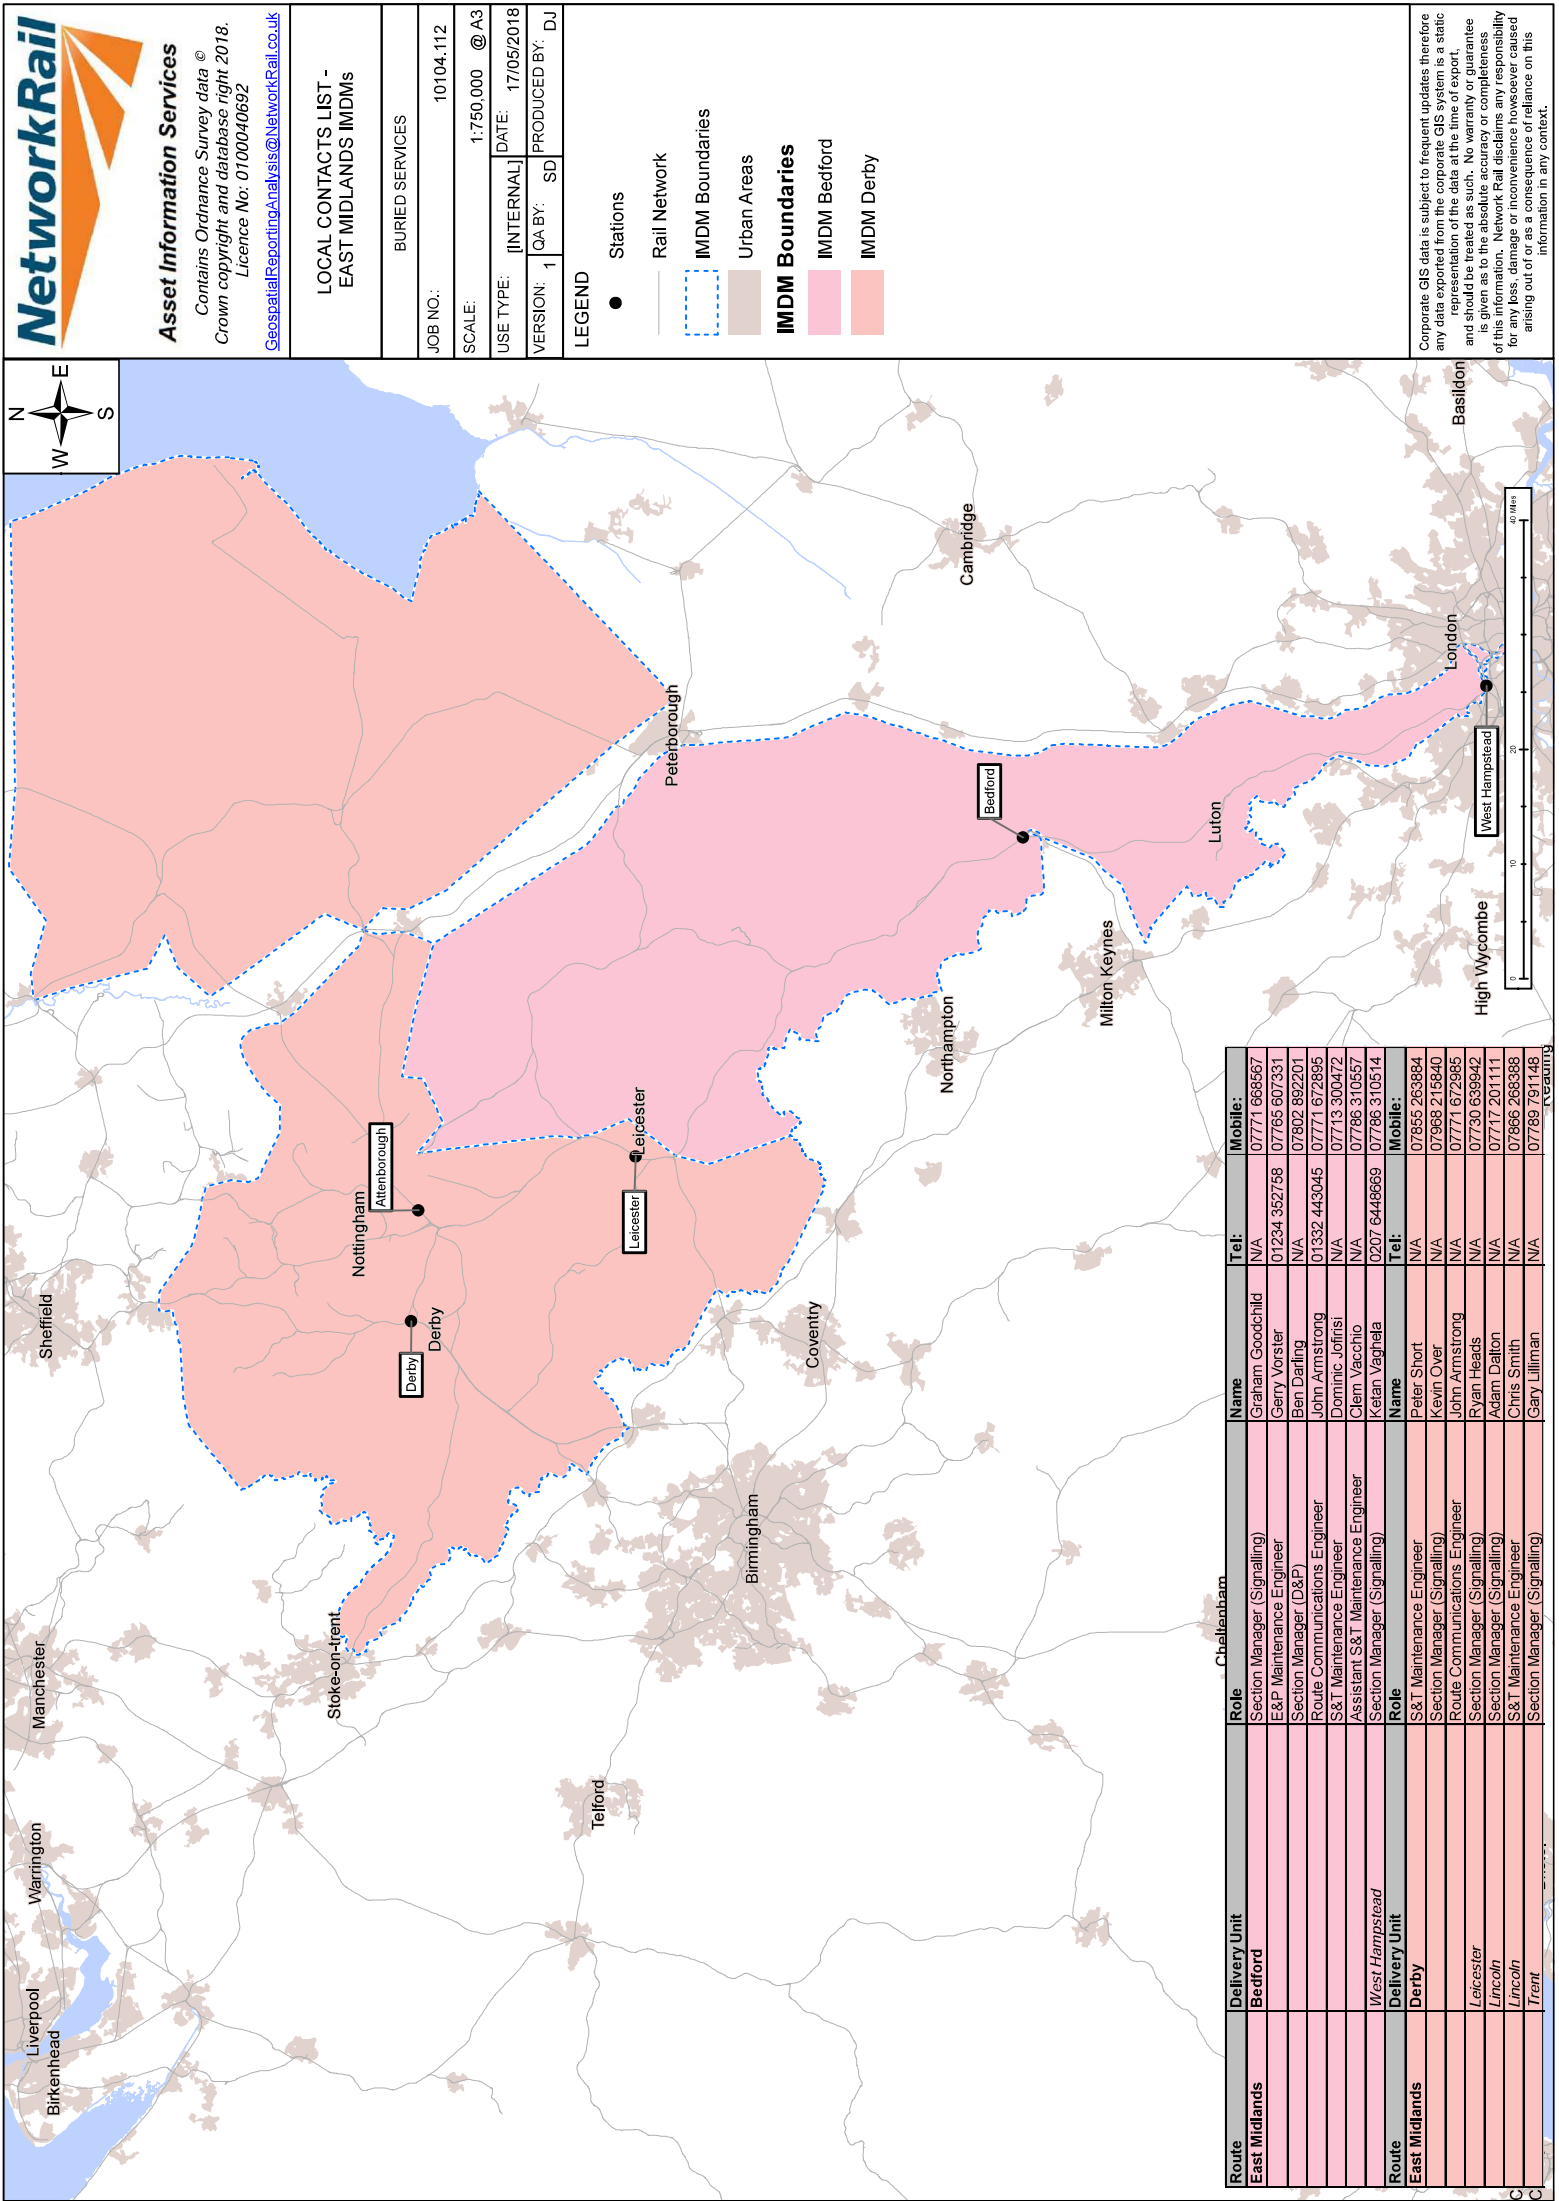 NetworkRail
Asset Information Services
Contains Ordnance Survey data ©
Crown copyright and database right 2018.
Licence No: 0100040692
GeospatialReportingAnalysis@NetworkRail.co.uk
LOCAL CONTACTS LIST -
EAST MIDLANDS IMDMs
BURIED SERVICES
JOB NO.: 10104.112
SCALE: 1:750,000 @ A3
USE TYPE: [INTERNAL] DATE: 17/05/2018
VERSION: 1 QA BY: SD PRODUCED BY: DJ
LEGEND
Stations
Rail Network
IMDM Boundaries
Urban Areas
IMDM Boundaries
IMDM Bedford
IMDM Derby
Corporate GIS data is subject to frequent updates therefore
any data exported from the corporate GIS system is a static
representation of the data at the time of export,
and should be treated as such. No warranty or guarantee
is given as to the absolute accuracy or completeness
of this information. Network Rail disclaims any responsibility
for any loss, damage or inconvenience howsoever caused
arising out of or as a consequence of reliance on this
information in any context.
N
W E
S
Liverpool
Birkenhead
Warrington
Manchester
Sheffield
Stoke-on-trent
Nottingham
Attenborough
Derby
Derby
Leicester
Leicester
Peterborough
Telford
Birmingham
Coventry
Northampton
Cambridge
Bedford
Milton Keynes
Luton
Cheltenham
High Wycombe
London
West Hampstead
Basildon
Reading
0 10 20 40 Miles
Route Delivery Unit Role Name Tel: Mobile:
East Midlands Bedford Section Manager (Signalling) Graham Goodchild N/A 07771 668567
E&P Maintenance Engineer Gerry Vorster 01234 352758 07765 607331
Section Manager (D&P) Ben Darling N/A 07802 892201
Route Communications Engineer John Armstrong 01332 443045 07771 672895
S&T Maintenance Engineer Dominic Jofirisi N/A 07713 300472
Assistant S&T Maintenance Engineer Clem Vacchio N/A 07786 310557
West Hampstead Section Manager (Signalling) Ketan Vaghela 0207 6448669 07786 310514
Route Delivery Unit Role Name Tel: Mobile:
East Midlands Derby S&T Maintenance Engineer Peter Short N/A 07855 263884
Section Manager (Signalling) Kevin Over N/A 07968 215840
Route Communications Engineer John Armstrong N/A 07771 672985
Leicester Section Manager (Signalling) Ryan Heads N/A 07730 639942
Lincoln Section Manager (Signalling) Adam Dalton N/A 07717 201111
Lincoln S&T Maintenance Engineer Chris Smith N/A 07866 268388
Trent Section Manager (Signalling) Gary Lilliman N/A 07789 791148